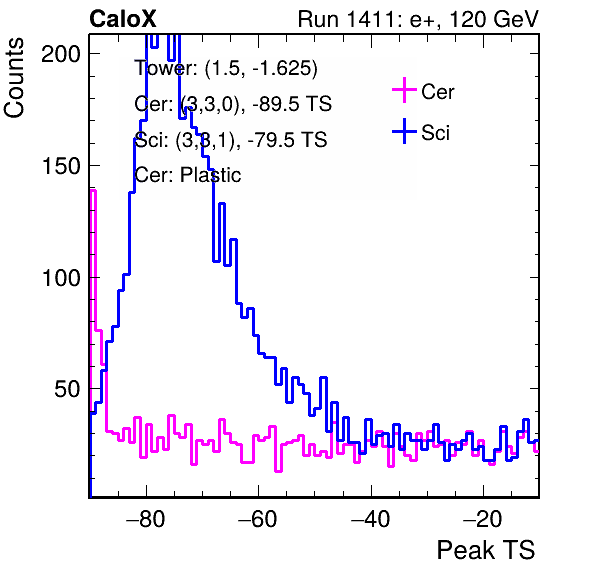 CaloX Run 1411: e+, 120 GeV
Counts
200
150
100
50
Tower: (1.5, -1.625)
Cer: (3,3,0), -89.5 TS
Sci: (3,3,1), -79.5 TS
Cer: Plastic
Cer
Sci
−80 −60 −40 −20
Peak TS